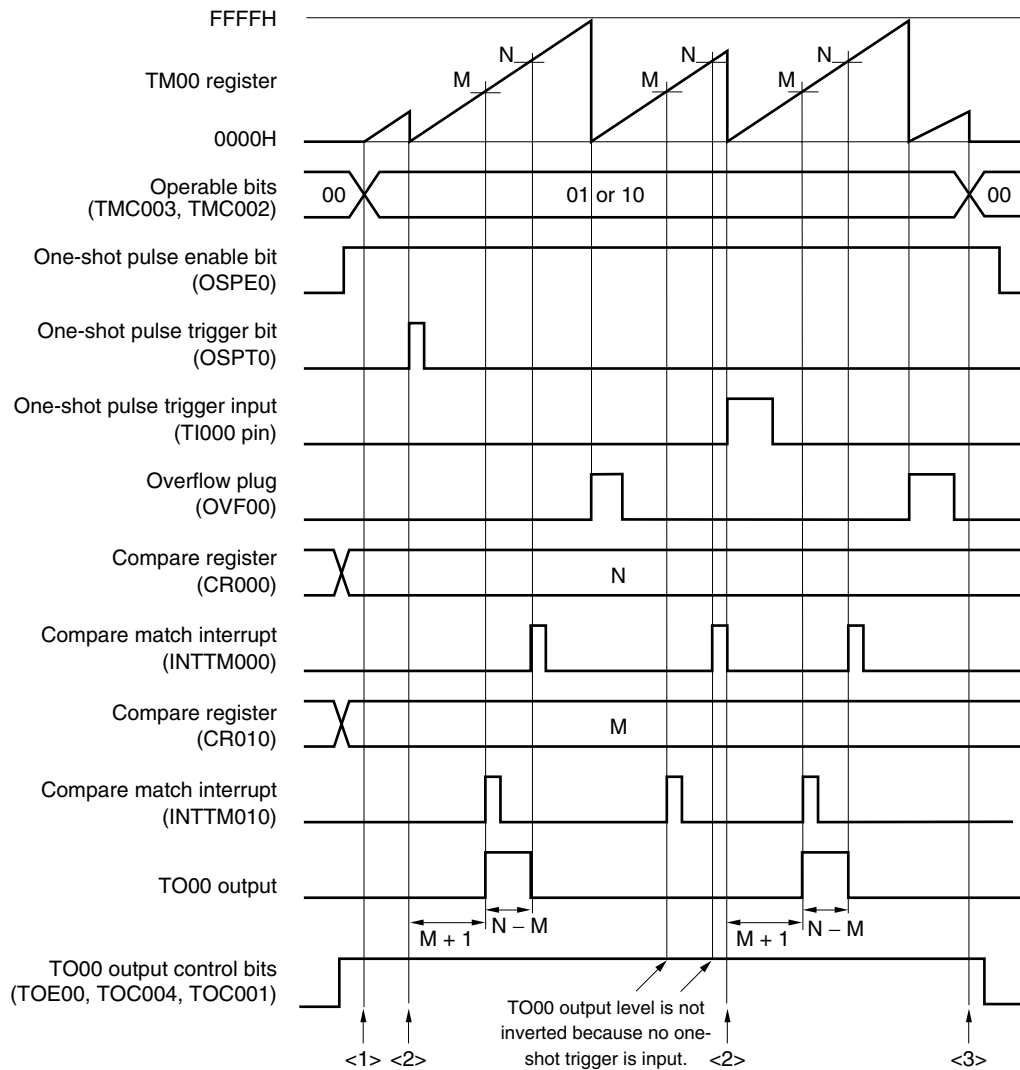 FFFFH
TM00 register
N
M
N
M
N
M
0000H
Operable bits
(TMC003, TMC002)
00
01 or 10
00
One-shot pulse enable bit
(OSPE0)
One-shot pulse trigger bit
(OSPT0)
One-shot pulse trigger input
(TI000 pin)
Overflow plug
(OVF00)
Compare register
(CR000)
N
Compare match interrupt
(INTTM000)
Compare register
(CR010)
M
Compare match interrupt
(INTTM010)
TO00 output
M + 1
N – M
M + 1
N – M
TO00 output control bits
(TOE00, TOC004, TOC001)
TO00 output level is not
inverted because no one-
shot trigger is input.
<1>
<2>
<2>
<3>